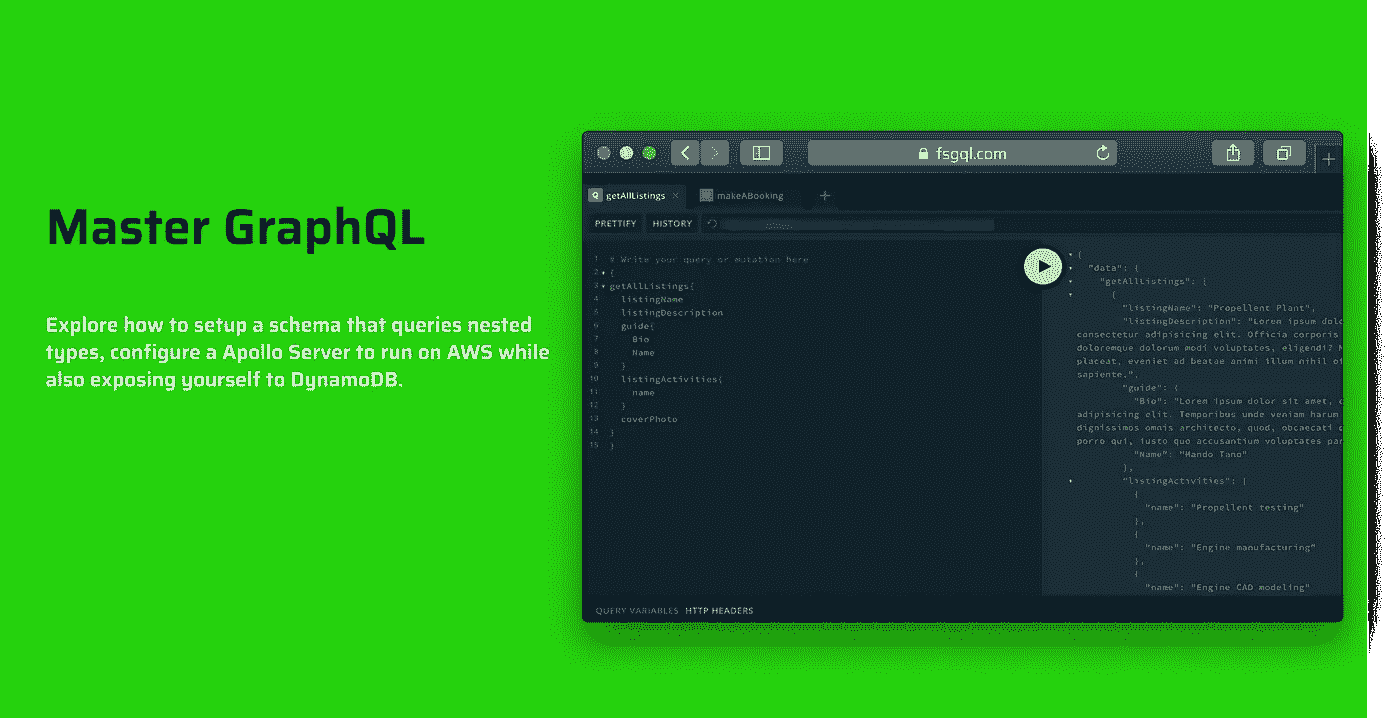 Master GraphQL
Explore how to setup a schema that queries nested
types, configure a Apollo Server to run on AWS while
also exposing yourself to DynamoDB.
fsgql.com
getAllListings
makeABooking
PRETTIFY
HISTORY
1 # Write your query or mutation here
2 {
3 getAllListings{
4 listingName
5 listingDescription
6 guide{
7 Bio
8 Name
9 }
10 listingActivities{
11 name
12 }
13 coverPhoto
14 }
15 }
{
"data": {
"getAllListings": [
{
"listingName": "Propellent Plant",
"listingDescription": "Lorem ipsum dolo
consectetur adipisicing elit. Officia corporis
doloremque dolorum modi voluptates, eligendi?
placeat, eveniet ad beatae animi illum nihil
sapiente.",
"guide": {
"Bio": "Lorem ipsum dolor sit amet,
adipisicing elit. Temporibus unde veniam harum
dignissimos omnis architecto, quod, obcaecati
porro qui, iusto quo accusantium voluptates
"Name": "Mando Tano"
},
"listingActivities": [
{
"name": "Propellent testing"
},
{
"name": "Engine manufacturing"
},
{
"name": "Engine CAD modeling"
QUERY VARIABLES
HTTP HEADERS